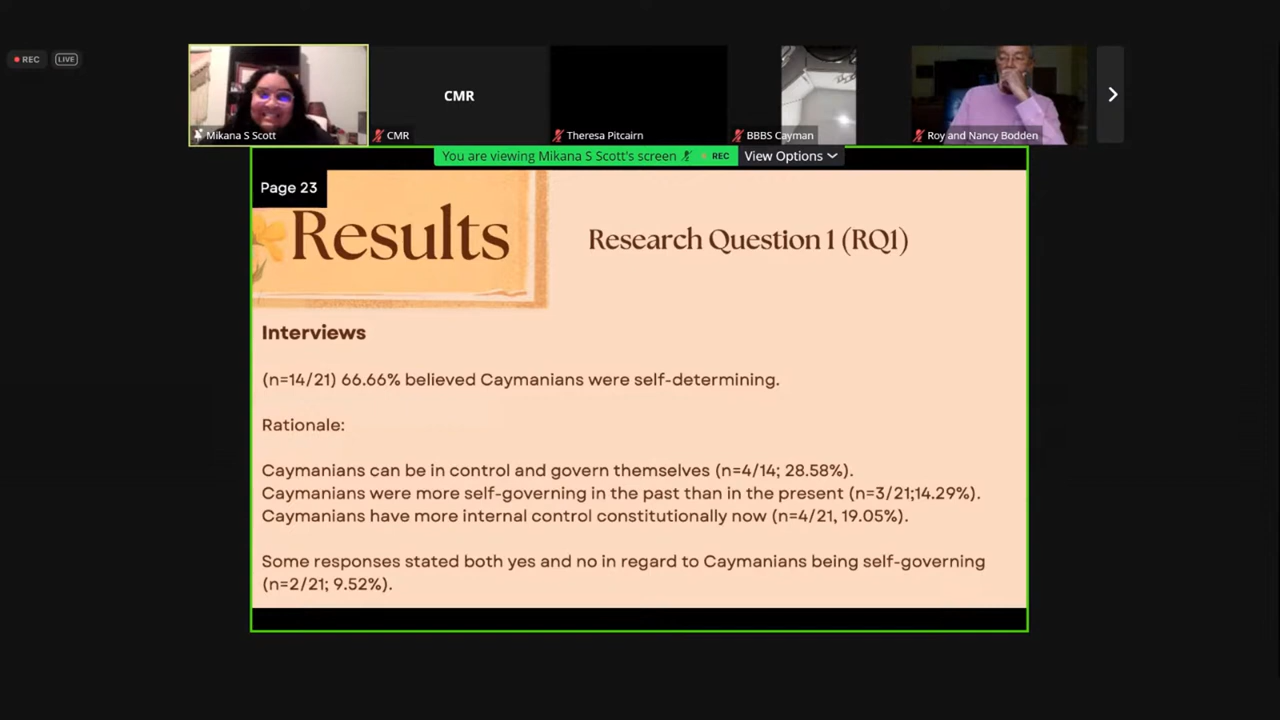 REC
LIVE
CMR
Mikana S Scott
CMR
Theresa Pitcairn
BBBS Cayman
Roy and Nancy Bodden
You are viewing Mikana S Scott's screen
REC
View Options
Page 23
Results
Research Question 1 (RQ1)
Interviews
(n=14/21) 66.66% believed Caymanians were self-determining.
Rationale:
Caymanians can be in control and govern themselves (n=4/14; 28.58%).
Caymanians were more self-governing in the past than in the present (n=3/21;14.29%).
Caymanians have more internal control constitutionally now (n=4/21, 19.05%).
Some responses stated both yes and no in regard to Caymanians being self-governing
(n=2/21; 9.52%).